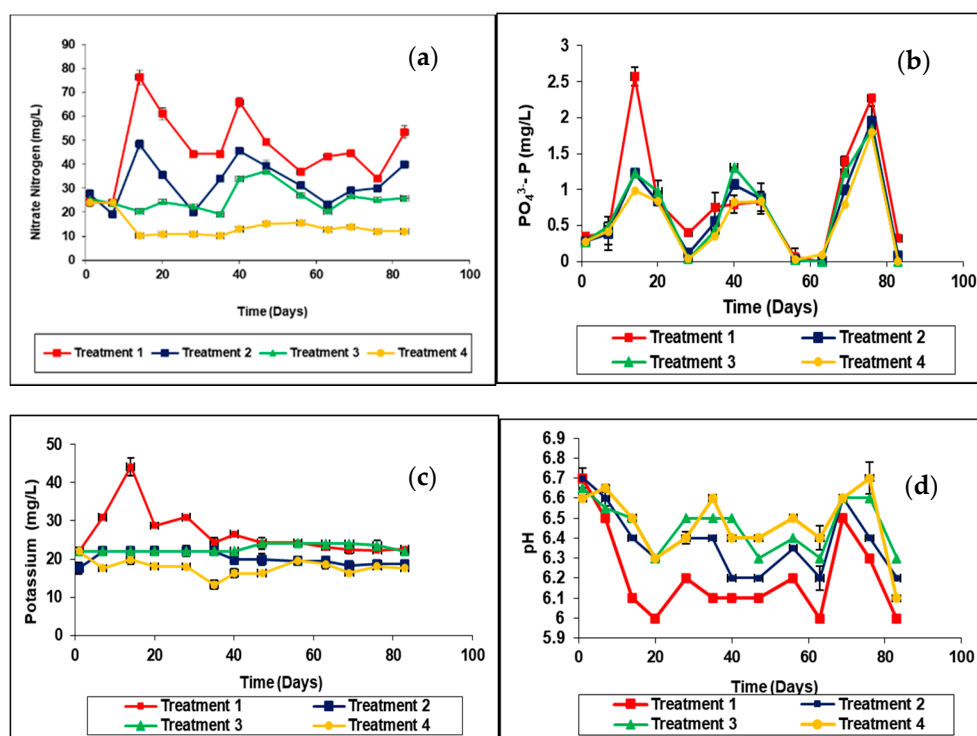 (a)
Nitrate Nitrogen (mg/L)
90
80
70
60
50
40
30
20
10
0
0 20 40 60 80 100
Time (Days)
Treatment 1 Treatment 2 Treatment 3 Treatment 4
(b)
PO₄³⁻- P (mg/L)
3
2.5
2
1.5
1
0.5
0
0 20 40 60 80 100
Time (Days)
Treatment 1 Treatment 2
Treatment 3 Treatment 4
(c)
Potassium (mg/L)
50
40
30
20
10
0
0 20 40 60 80 100
Time (Days)
Treatment 1 Treatment 2
Treatment 3 Treatment 4
(d)
pH
6.9
6.8
6.7
6.6
6.5
6.4
6.3
6.2
6.1
6
5.9
0 20 40 60 80 100
Time (Days)
Treatment 1 Treatment 2
Treatment 3 Treatment 4